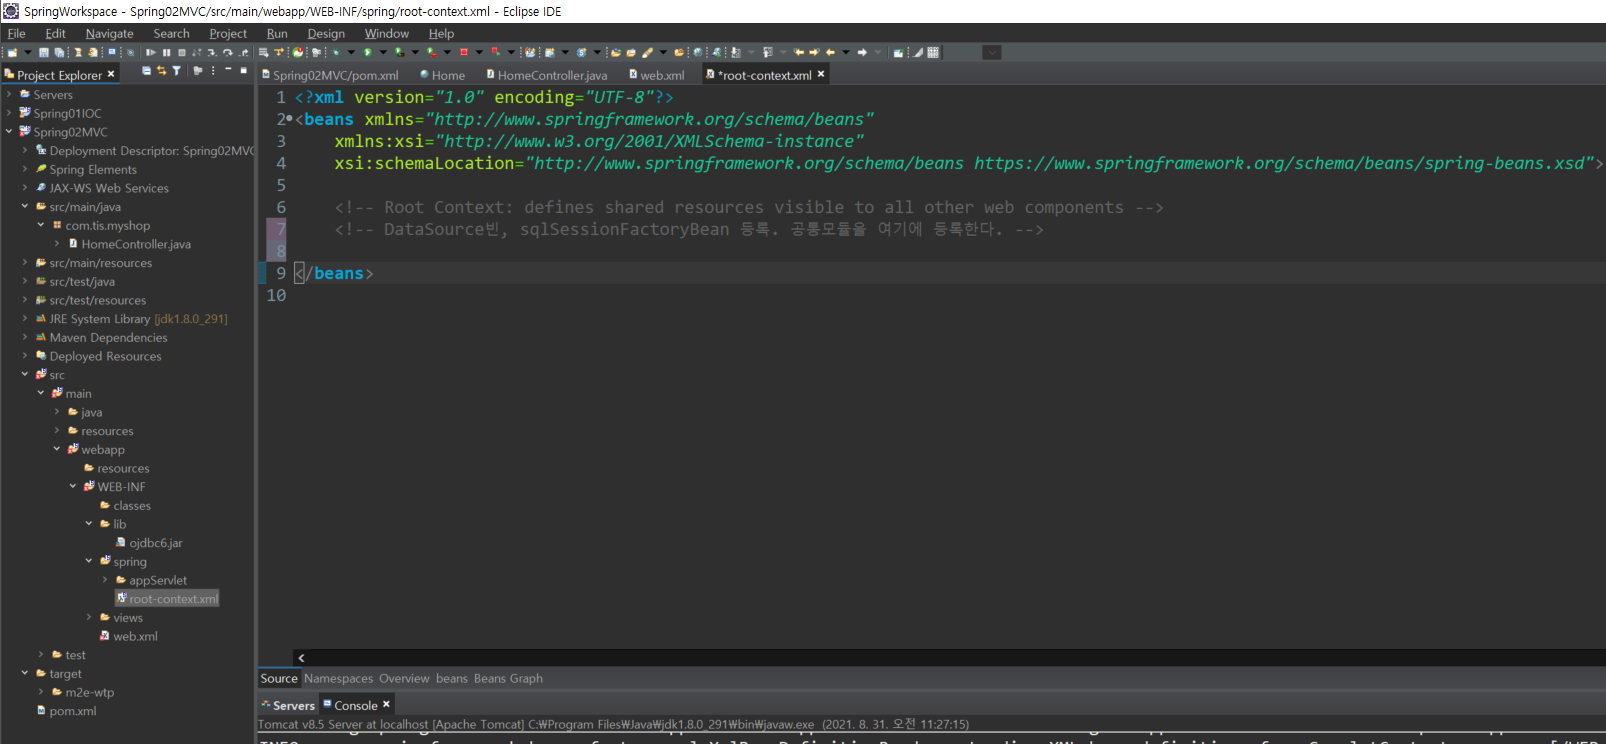 SpringWorkspace - Spring02MVC/src/main/webapp/WEB-INF/spring/root-context.xml - Eclipse IDE
File Edit Navigate Search Project Run Design Window Help
Project Explorer
Spring02MVC/pom.xml Home HomeController.java web.xml *root-context.xml
Servers
Spring01IOC
Spring02MVC
Deployment Descriptor: Spring02MVC
Spring Elements
JAX-WS Web Services
src/main/java
com.tis.myshop
HomeController.java
src/main/resources
src/test/java
src/test/resources
JRE System Library [jdk1.8.0_291]
Maven Dependencies
Deployed Resources
src
main
java
resources
webapp
resources
WEB-INF
classes
lib
ojdbc6.jar
spring
appServlet
root-context.xml
views
web.xml
test
target
m2e-wtp
pom.xml
1 <?xml version="1.0" encoding="UTF-8"?>
2 <beans xmlns="http://www.springframework.org/schema/beans"
3 xmlns:xsi="http://www.w3.org/2001/XMLSchema-instance"
4 xsi:schemaLocation="http://www.springframework.org/schema/beans https://www.springframework.org/schema/beans/spring-beans.xsd">
5
6 <!-- Root Context: defines shared resources visible to all other web components -->
7 <!-- DataSource빈, sqlSessionFactoryBean 등록. 공통모듈을 여기에 등록한다. -->
8
9 </beans>
10
Source Namespaces Overview beans Beans Graph
Servers Console
Tomcat v8.5 Server at localhost [Apache Tomcat] C:₩Program Files₩Java₩jdk1.8.0_291₩bin₩javaw.exe (2021. 8. 31. 오전 11:27:15)